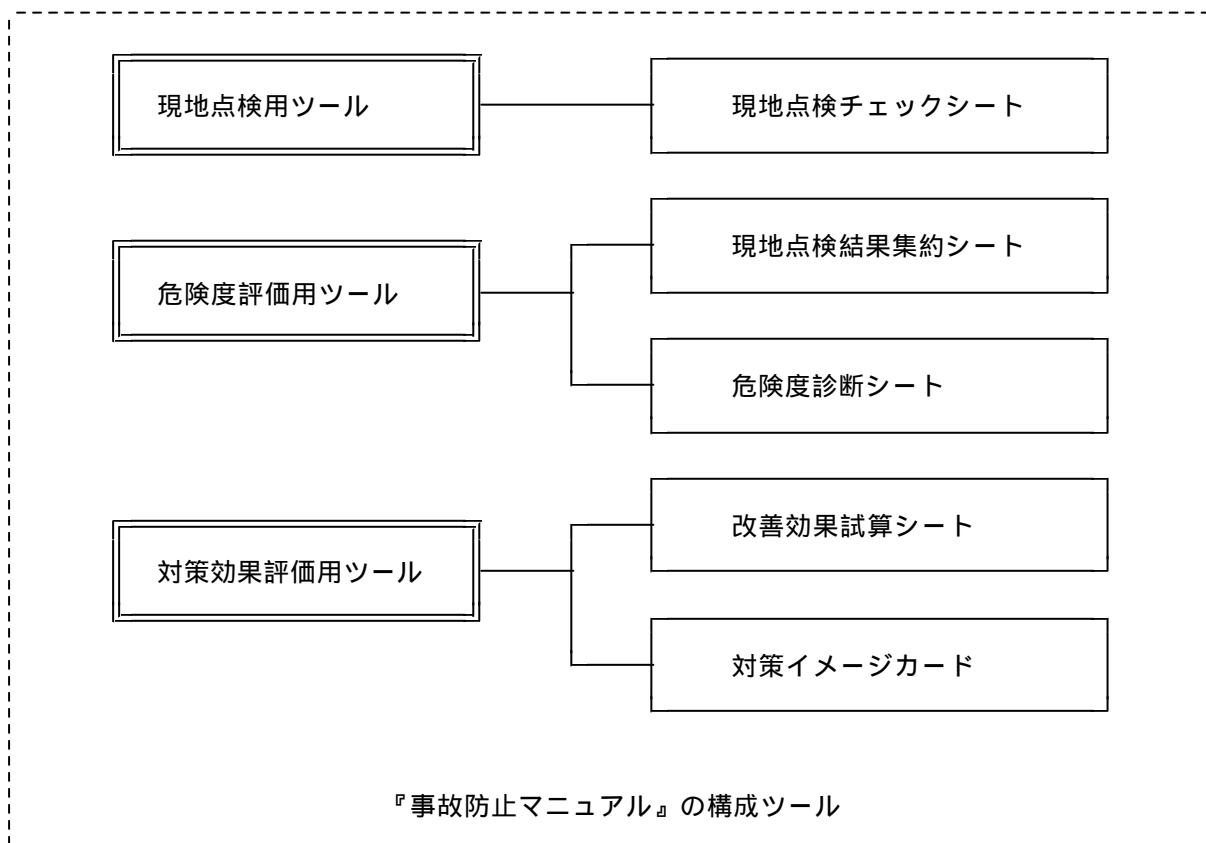 現地点検用ツール
現地点検チェックシート
危険度評価用ツール
現地点検結果集約シート
危険度診断シート
対策効果評価用ツール
改善効果試算シート
対策イメージカード
『事故防止マニュアル』の構成ツール